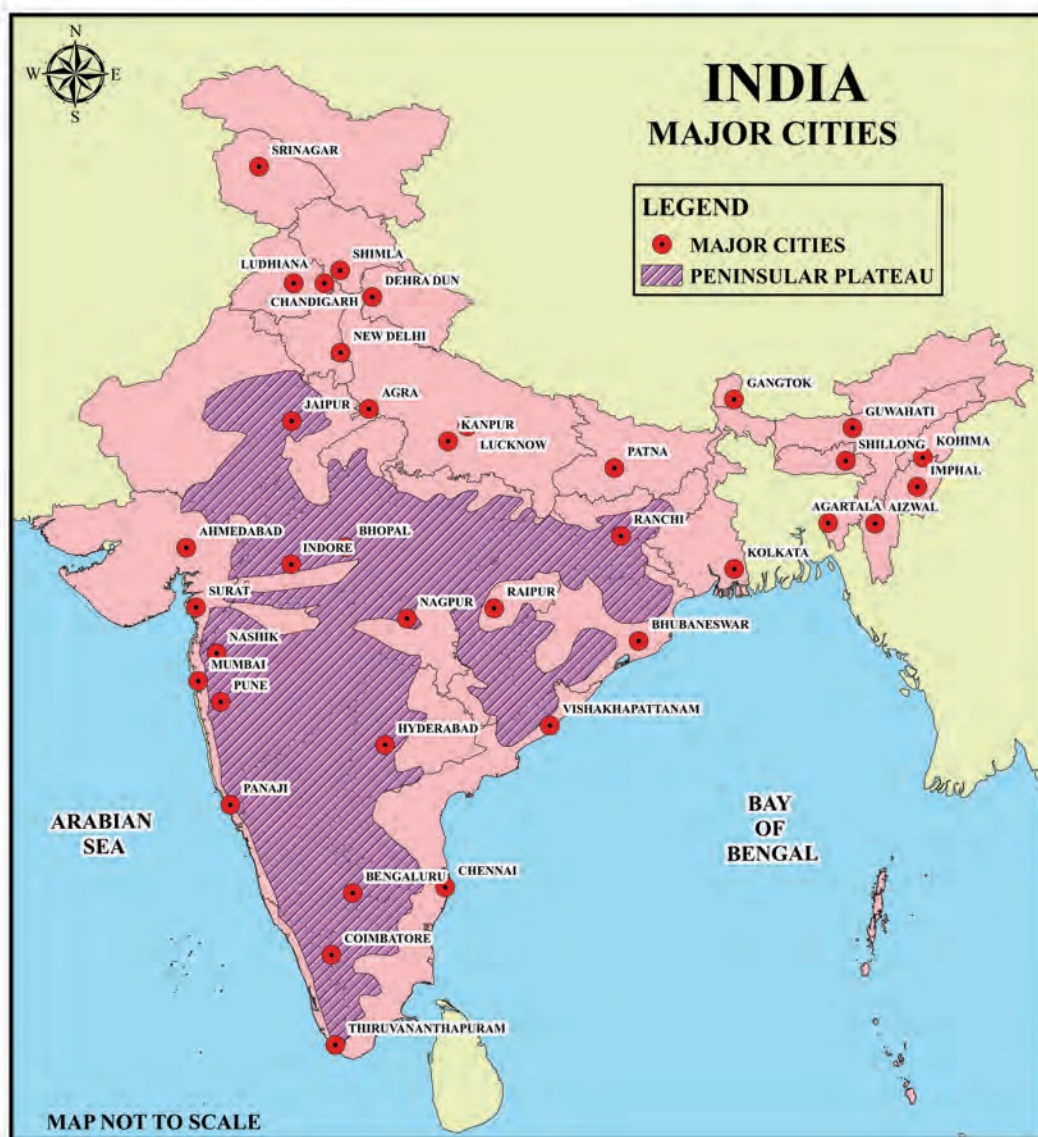 N
W E
S
INDIA
MAJOR CITIES
LEGEND
MAJOR CITIES
PENINSULAR PLATEAU
SRINAGAR
SHIMLA
LUDHIANA
DEHRA DUN
CHANDIGARH
NEW DELHI
AGRA
JAIPUR
KANPUR
LUCKNOW
PATNA
GANGTOK
GUWAHATI
SHILLONG
KOHIMA
IMPHAL
AGARTALA
AIZWAL
AHMEDABAD
BHOPAL
INDORE
RANCHI
KOLKATA
SURAT
NAGPUR
RAIPUR
BHUBANESWAR
NASHIK
MUMBAI
PUNE
VISHAKHAPATTANAM
HYDERABAD
PANAJI
ARABIAN
SEA
BAY
OF
BENGAL
BENGALURU
CHENNAI
COIMBATORE
THIRUVANANTHAPURAM
MAP NOT TO SCALE